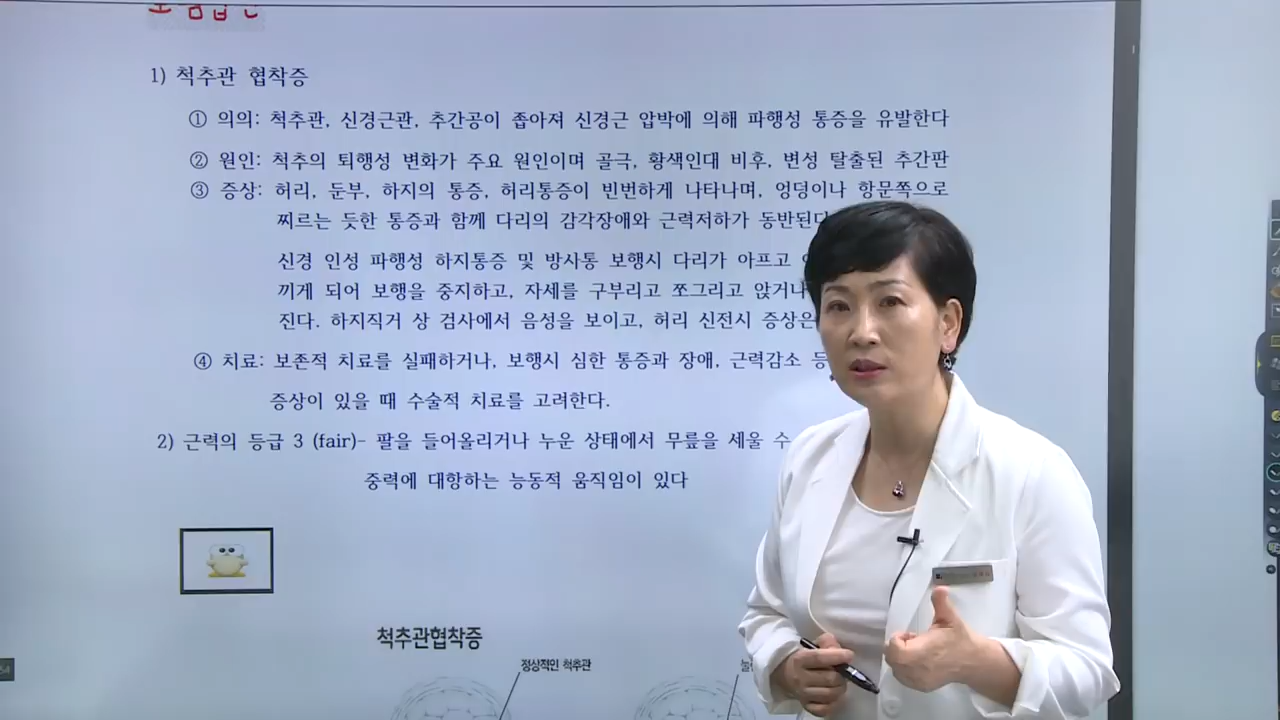 1) 척추관 협착증
① 의의: 척추관, 신경근관, 추간공이 좁아져 신경근 압박에 의해 파행성 통증을 유발한다
② 원인: 척추의 퇴행성 변화가 주요 원인이며 골극, 황색인대 비후, 변성 탈출된 추간판
③ 증상: 허리, 둔부, 하지의 통증, 허리통증이 빈번하게 나타나며, 엉덩이나 항문쪽으로
찌르는 듯한 통증과 함께 다리의 감각장애와 근력저하가 동반된다
신경 인성 파행성 하지통증 및 방사통 보행시 다리가 아프고
끼게 되어 보행을 중지하고, 자세를 구부리고 쪼그리고 앉거나
진다. 하지직거 상 검사에서 음성을 보이고, 허리 신전시 증상은
④ 치료: 보존적 치료를 실패하거나, 보행시 심한 통증과 장애, 근력감소 등
증상이 있을 때 수술적 치료를 고려한다.
2) 근력의 등급 3 (fair)- 팔을 들어올리거나 누운 상태에서 무릎을 세울 수
중력에 대항하는 능동적 움직임이 있다
척추관협착증
정상적인 척추관